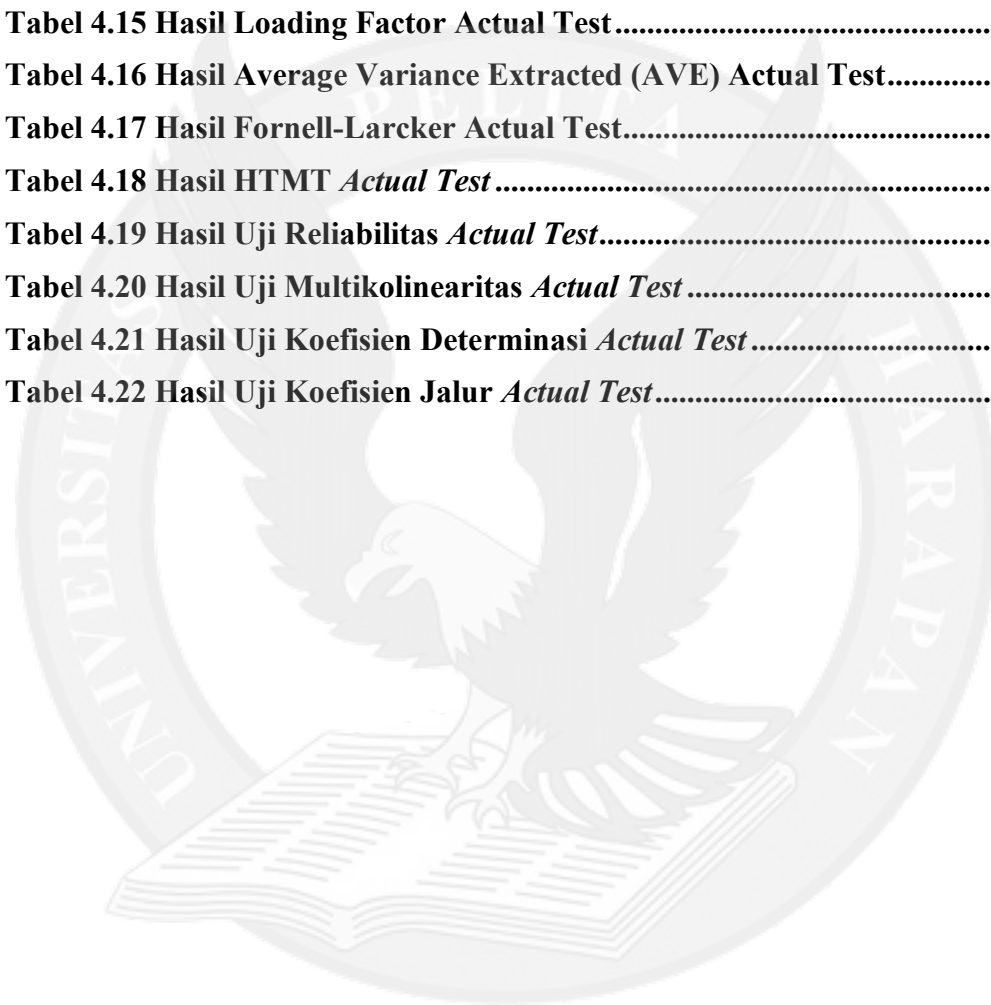 Tabel 4.15 Hasil Loading Factor Actual Test
Tabel 4.16 Hasil Average Variance Extracted (AVE) Actual Test
Tabel 4.17 Hasil Fornell-Larcker Actual Test
Tabel 4.18 Hasil HTMT Actual Test
Tabel 4.19 Hasil Uji Reliabilitas Actual Test
Tabel 4.20 Hasil Uji Multikolinearitas Actual Test
Tabel 4.21 Hasil Uji Koefisien Determinasi Actual Test
Tabel 4.22 Hasil Uji Koefisien Jalur Actual Test
UNIVERSITAS PELITA HARAPAN